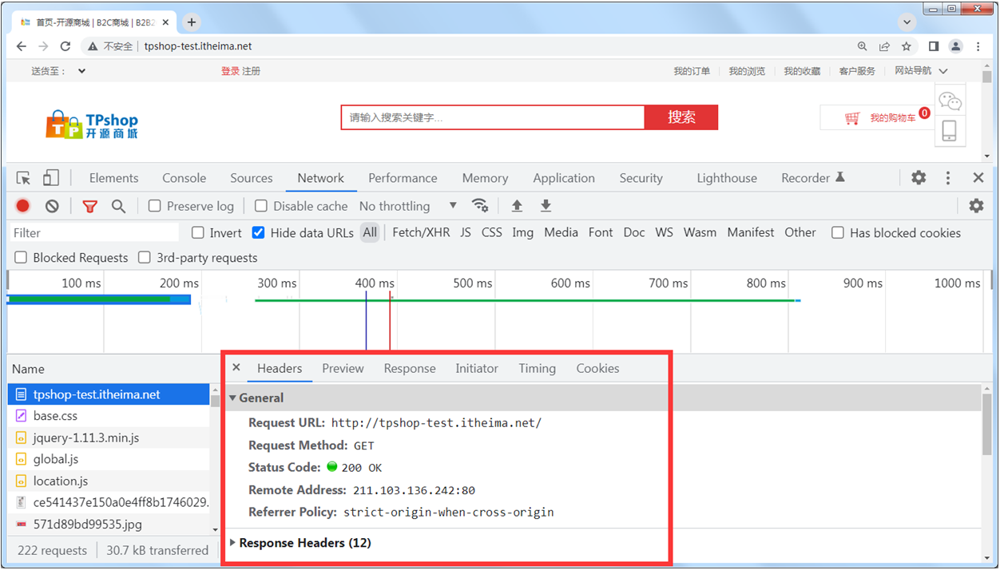 首页-开源商城 | B2C商城 | B2B2
不安全 tpshop-test.itheima.net
送货至： 登录 注册 我的订单 我的浏览 我的收藏 客户服务 网站导航
TPshop
开源商城
请输入搜索关键字... 搜索 我的购物车 0
Elements Console Sources Network Performance Memory Application Security Lighthouse Recorder
Preserve log Disable cache No throttling
Filter Invert Hide data URLs All Fetch/XHR JS CSS Img Media Font Doc WS Wasm Manifest Other Has blocked cookies
Blocked Requests 3rd-party requests
100 ms 200 ms 300 ms 400 ms 500 ms 600 ms 700 ms 800 ms 900 ms 1000 ms
Name
tpshop-test.itheima.net
base.css
jquery-1.11.3.min.js
global.js
location.js
ce541437e150a0e4ff8b1746029.
571d89bd99535.jpg
222 requests 30.7 kB transferred
Headers Preview Response Initiator Timing Cookies
General
Request URL: http://tpshop-test.itheima.net/
Request Method: GET
Status Code: 200 OK
Remote Address: 211.103.136.242:80
Referrer Policy: strict-origin-when-cross-origin
Response Headers (12)